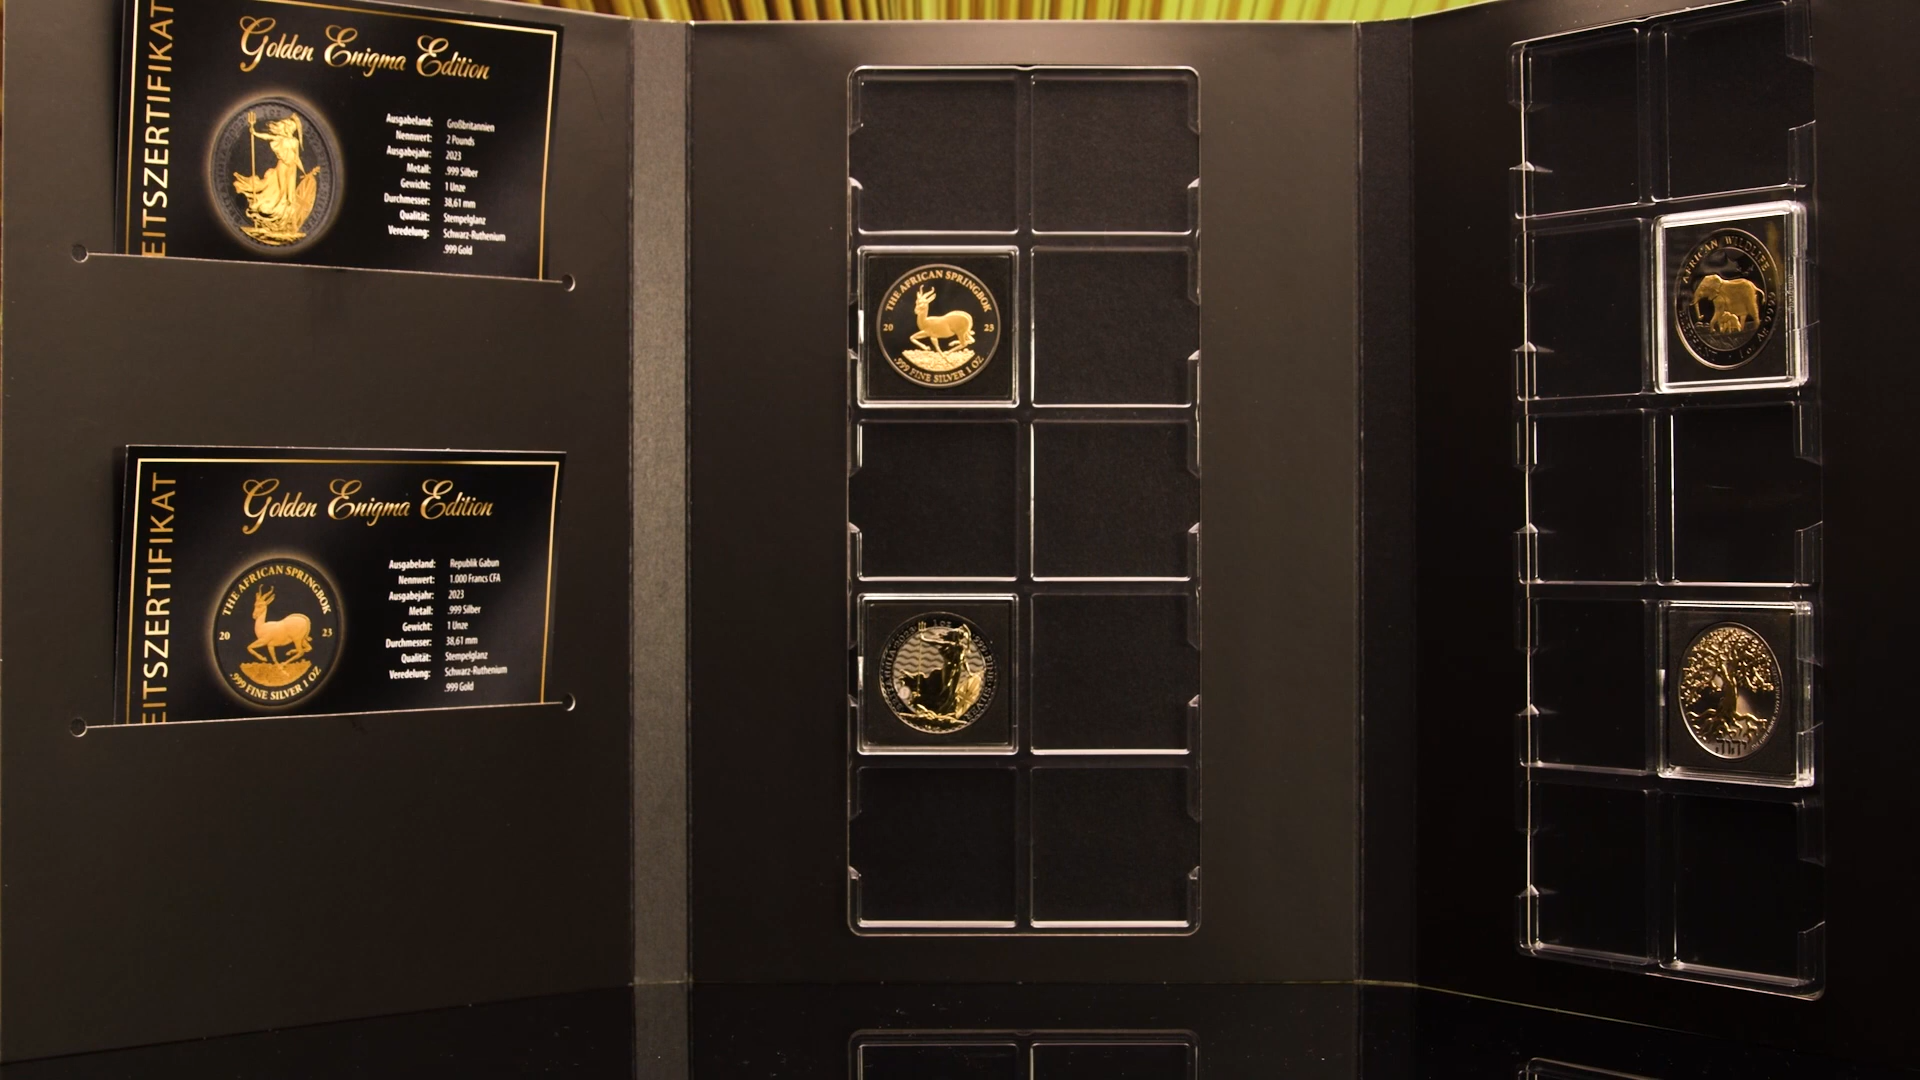 EITSZERTIFIKAT
Golden Enigma Edition
Ausgabeland: Großbritannien
Nennwert: 2 Pounds
Ausgabejahr: 2023
Metall: .999 Silber
Gewicht: 1 Unze
Durchmesser: 38,61 mm
Qualität: Stempelglanz
Veredelung: Schwarz-Ruthenium
.999 Gold
EITSZERTIFIKAT
Golden Enigma Edition
THE AFRICAN SPRINGBOK
20 23
.999 FINE SILVER 1 OZ
Ausgabeland: Republik Gabun
Nennwert: 1.000 Francs CFA
Ausgabejahr: 2023
Metall: .999 Silber
Gewicht: 1 Unze
Durchmesser: 38,61 mm
Qualität: Stempelglanz
Veredelung: Schwarz-Ruthenium
.999 Gold
THE AFRICAN SPRINGBOK
20 23
.999 FINE SILVER 1 OZ
AFRICAN WILDLIFE
יהוה